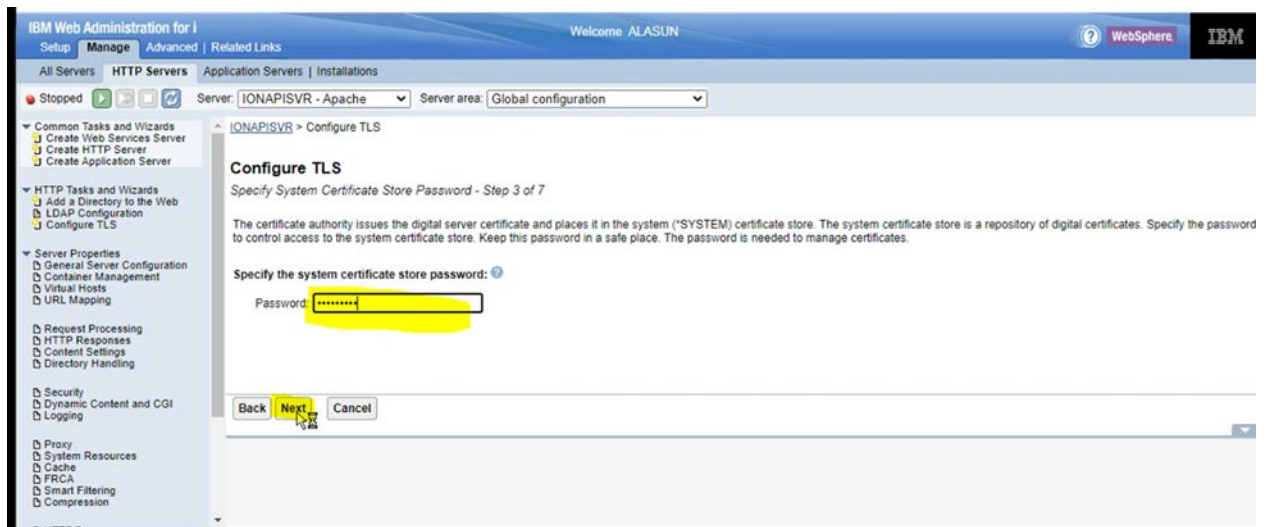 IBM Web Administration for i
Welcome ALASUN
WebSphere.
IBM
Setup Manage Advanced | Related Links
All Servers HTTP Servers Application Servers | Installations
Stopped Server: IONAPISVR - Apache Server area: Global configuration
Common Tasks and Wizards
Create Web Services Server
Create HTTP Server
Create Application Server
HTTP Tasks and Wizards
Add a Directory to the Web
LDAP Configuration
Configure TLS
Server Properties
General Server Configuration
Container Management
Virtual Hosts
URL Mapping
Request Processing
HTTP Responses
Content Settings
Directory Handling
Security
Dynamic Content and CGI
Logging
Proxy
System Resources
Cache
FRCA
Smart Filtering
Compression
IONAPISVR > Configure TLS
Configure TLS
Specify System Certificate Store Password - Step 3 of 7
The certificate authority issues the digital server certificate and places it in the system (*SYSTEM) certificate store. The system certificate store is a repository of digital certificates. Specify the password
to control access to the system certificate store. Keep this password in a safe place. The password is needed to manage certificates.
Specify the system certificate store password:
Password: •••••••••
Back Next Cancel